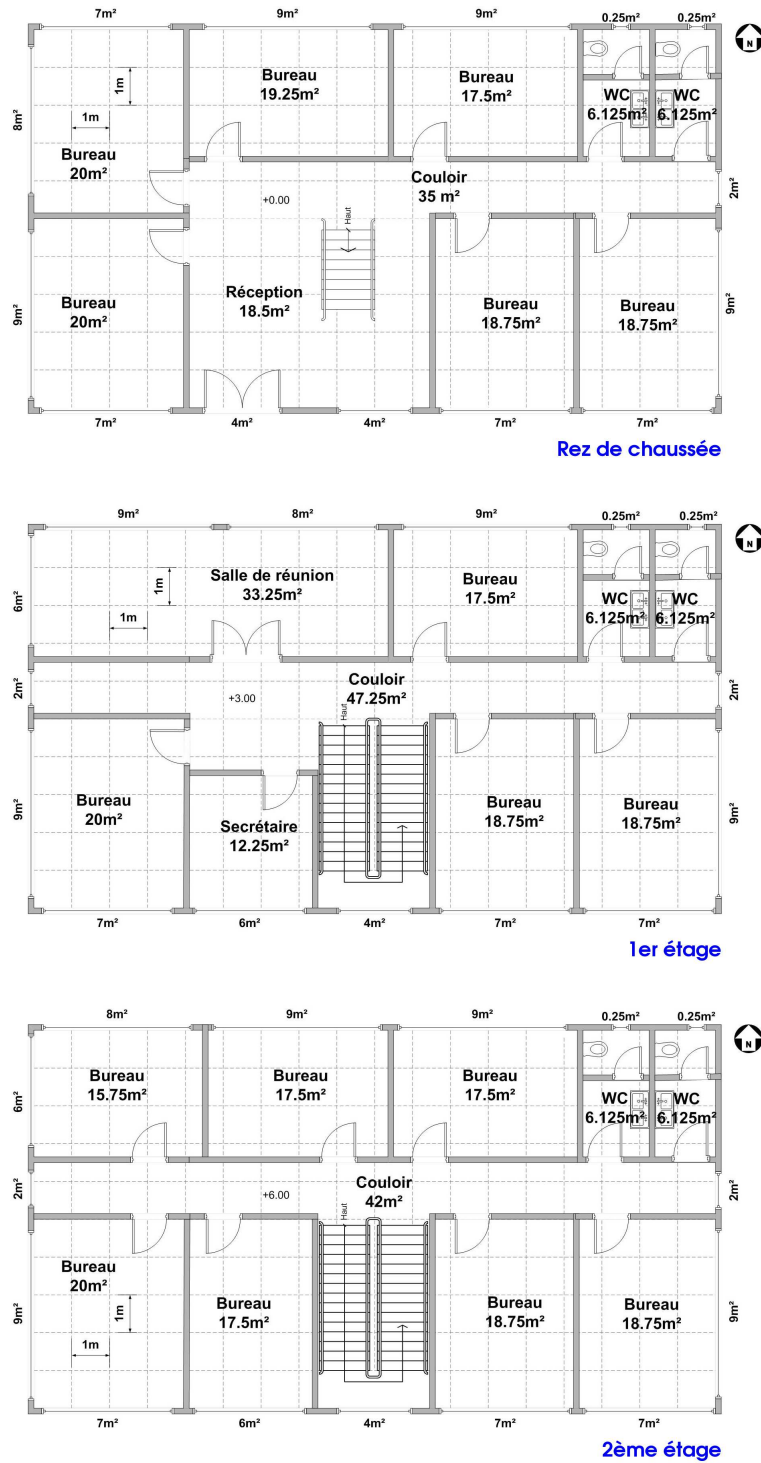 7m²
9m²
9m²
0.25m²
0.25m²
N
1m
1m
8m²
Bureau
20m²
Bureau
19.25m²
Bureau
17.5m²
WC
6.125m²
WC
6.125m²
Couloir
35 m²
+0.00
Haut
2m²
Bureau
20m²
9m²
Réception
18.5m²
Bureau
18.75m²
Bureau
18.75m²
9m²
7m²
4m²
4m²
7m²
7m²
Rez de chaussée
9m²
8m²
9m²
0.25m²
0.25m²
N
6m²
1m
1m
Salle de réunion
33.25m²
Bureau
17.5m²
WC
6.125m²
WC
6.125m²
2m²
+3.00
Couloir
47.25m²
Haut
2m²
9m²
Bureau
20m²
Secrétaire
12.25m²
Bureau
18.75m²
Bureau
18.75m²
9m²
7m²
6m²
4m²
7m²
7m²
1er étage
8m²
9m²
9m²
0.25m²
0.25m²
N
6m²
Bureau
15.75m²
Bureau
17.5m²
Bureau
17.5m²
WC
6.125m²
WC
6.125m²
2m²
+6.00
Couloir
42m²
Haut
2m²
9m²
Bureau
20m²
1m
1m
Bureau
17.5m²
Bureau
18.75m²
Bureau
18.75m²
9m²
7m²
6m²
4m²
7m²
7m²
2ème étage